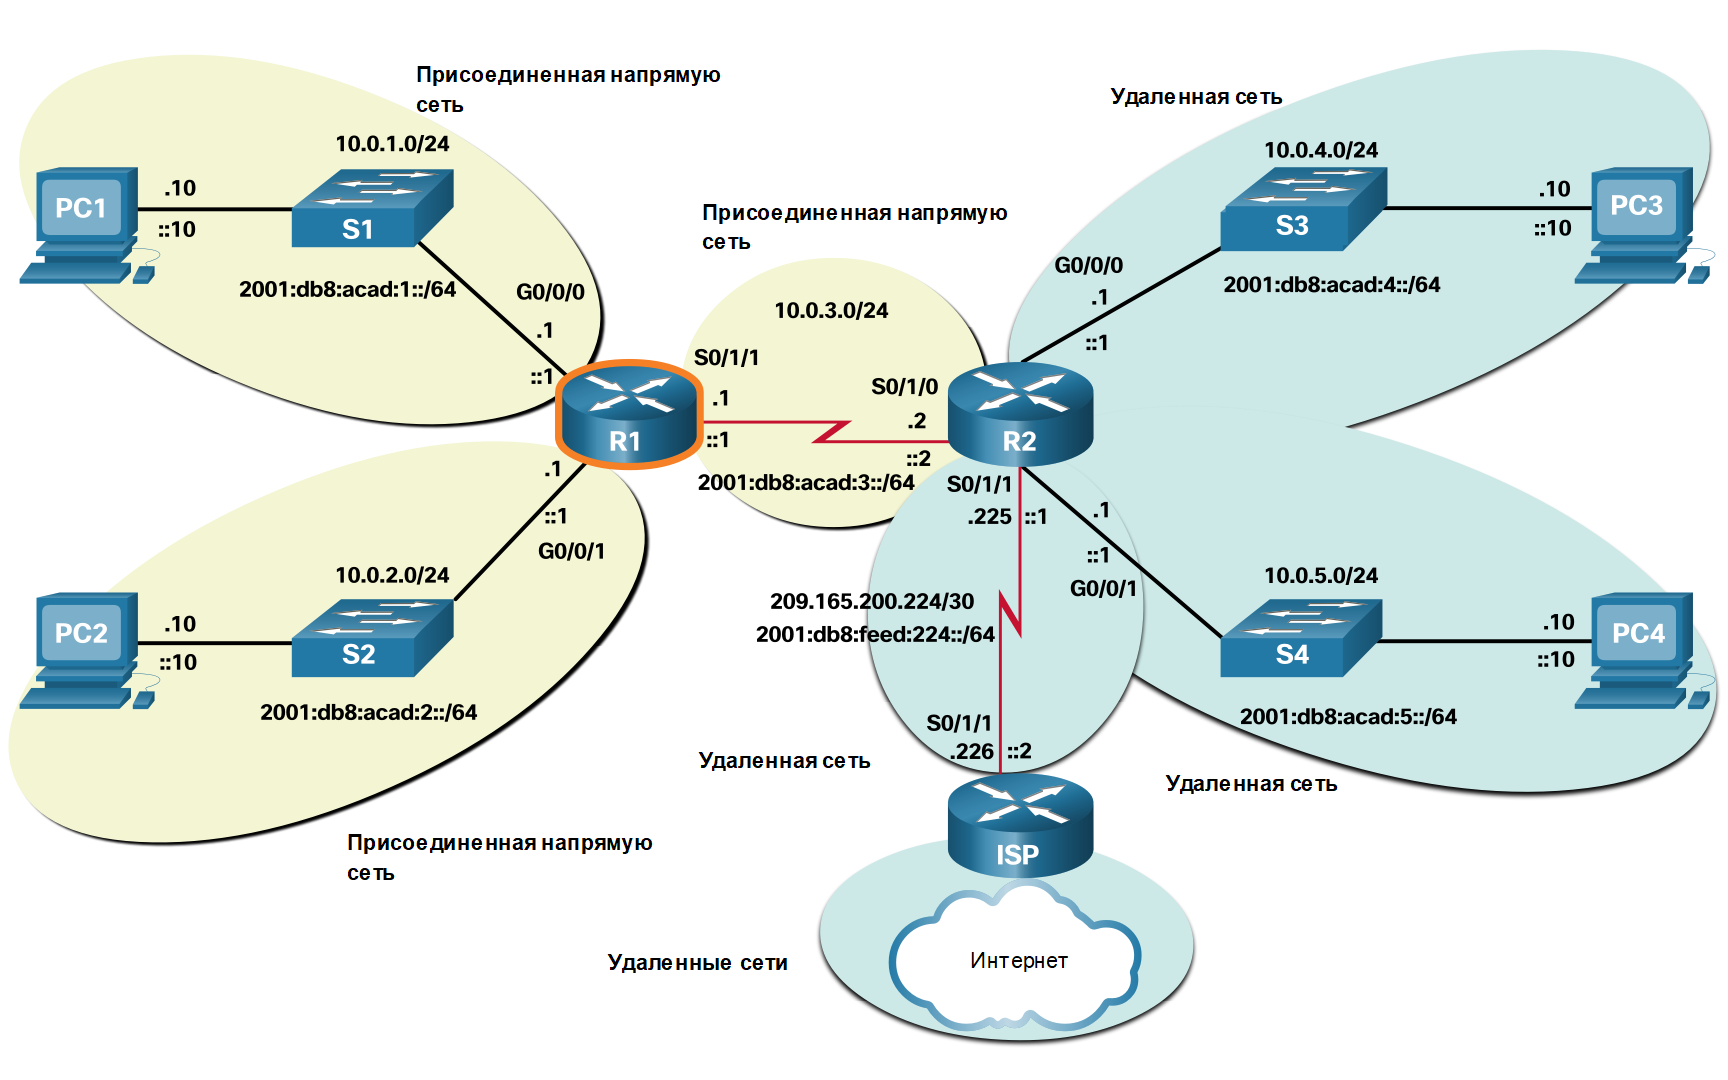 Присоединенная напрямую
сеть
10.0.1.0/24
PC1
.10
::10
S1
2001:db8:acad:1::/64
G0/0/0
.1
::1
Присоединенная напрямую
сеть
10.0.3.0/24
S0/1/1
.1
::1
S0/1/0
.2
::2
2001:db8:acad:3::/64
R1
R2
Удаленная сеть
10.0.4.0/24
.10
::10
PC3
S3
2001:db8:acad:4::/64
G0/0/0
.1
::1
.1
::1
G0/0/1
10.0.2.0/24
PC2
.10
::10
S2
2001:db8:acad:2::/64
Присоединенная напрямую
сеть
S0/1/1
.225
::1
209.165.200.224/30
2001:db8:feed:224::/64
S0/1/1
.226
::2
Удаленная сеть
.1
::1
G0/0/1
10.0.5.0/24
.10
::10
PC4
S4
2001:db8:acad:5::/64
Удаленная сеть
ISP
Интернет
Удаленные сети